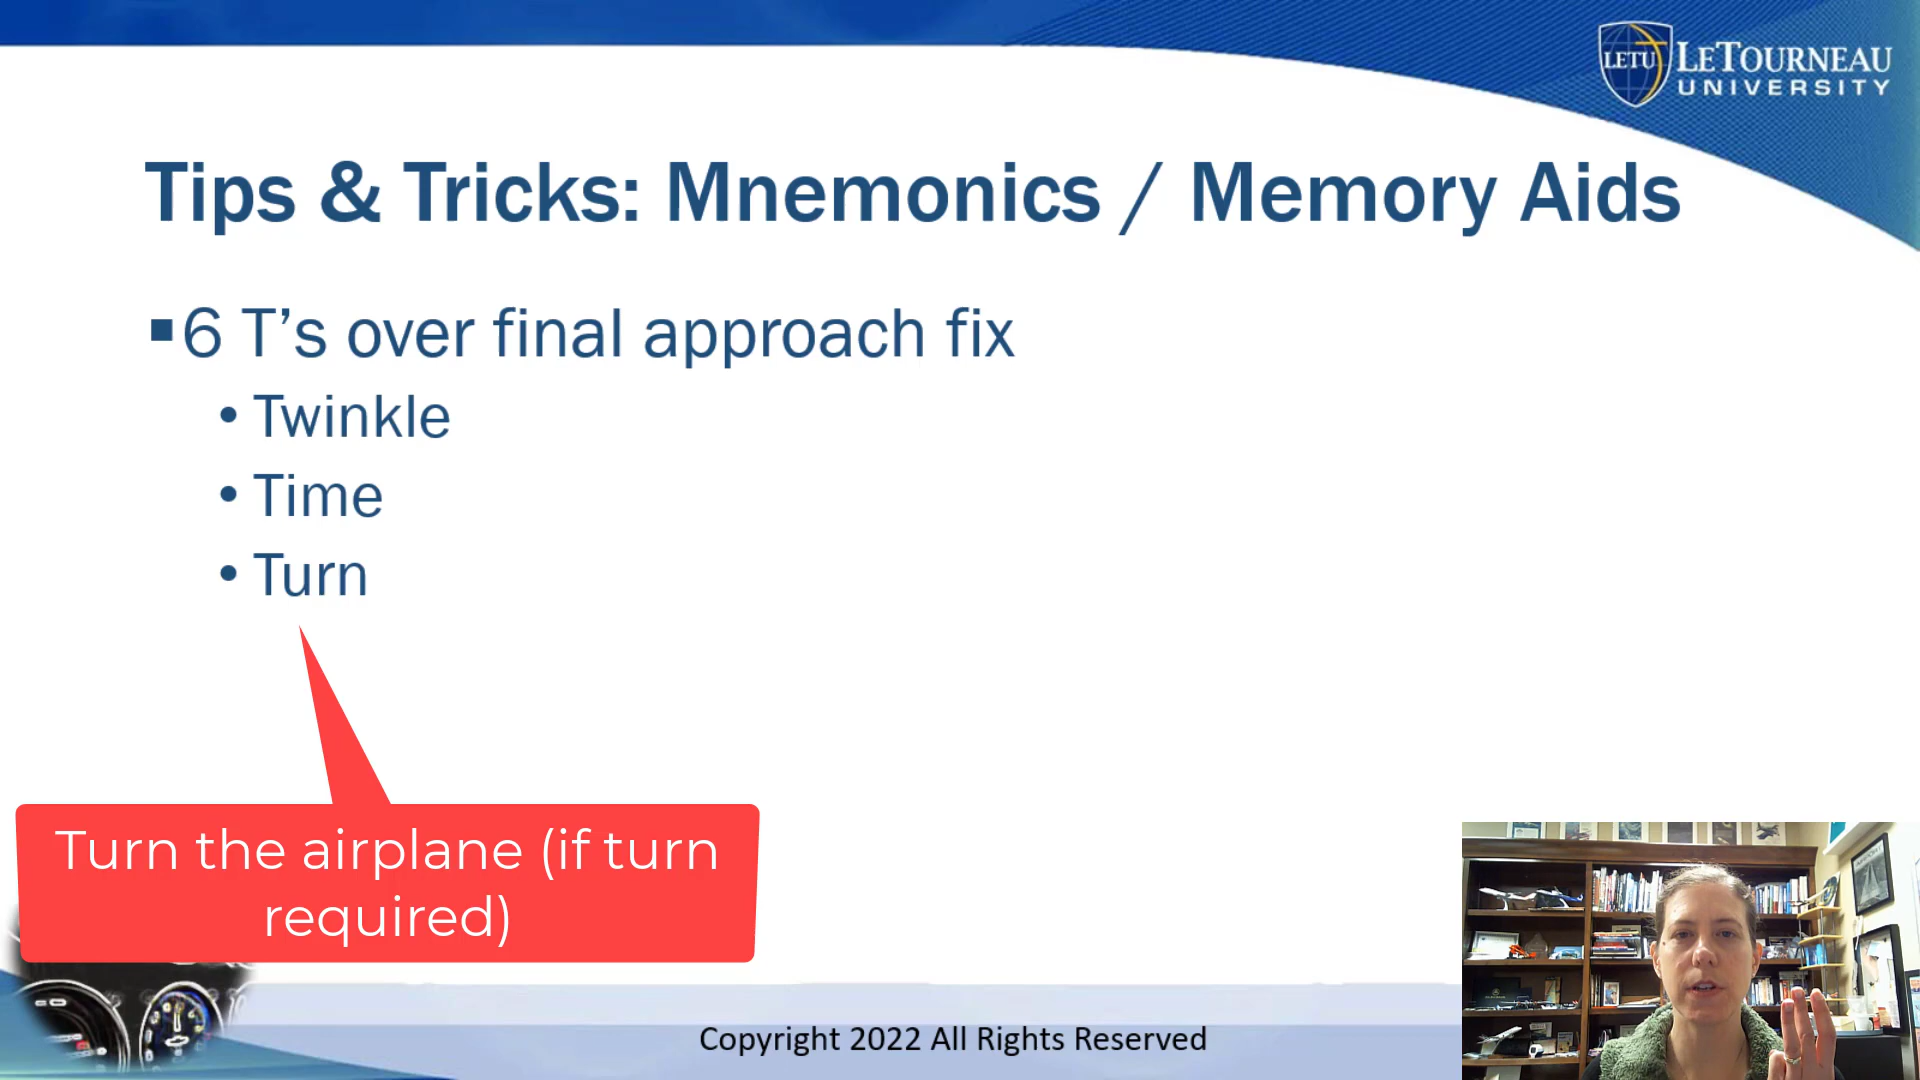 LETU
LETOURNEAU
UNIVERSITY
Tips & Tricks: Mnemonics / Memory Aids
▪6 T’s over final approach fix
• Twinkle
• Time
• Turn
Turn the airplane (if turn
required)
Copyright 2022 All Rights Reserved